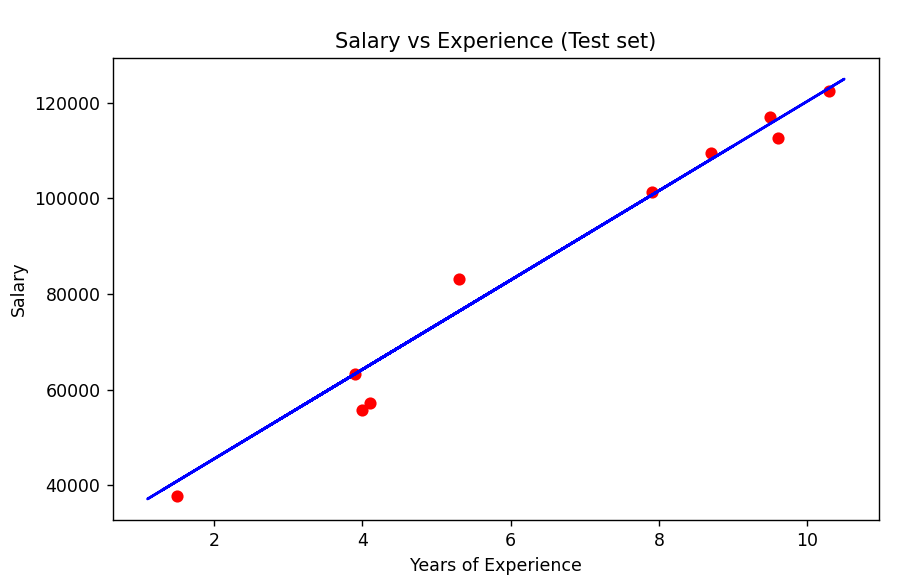 Salary vs Experience (Test set)
120000
100000
80000
60000
40000
Salary
2 4 6 8 10
Years of Experience